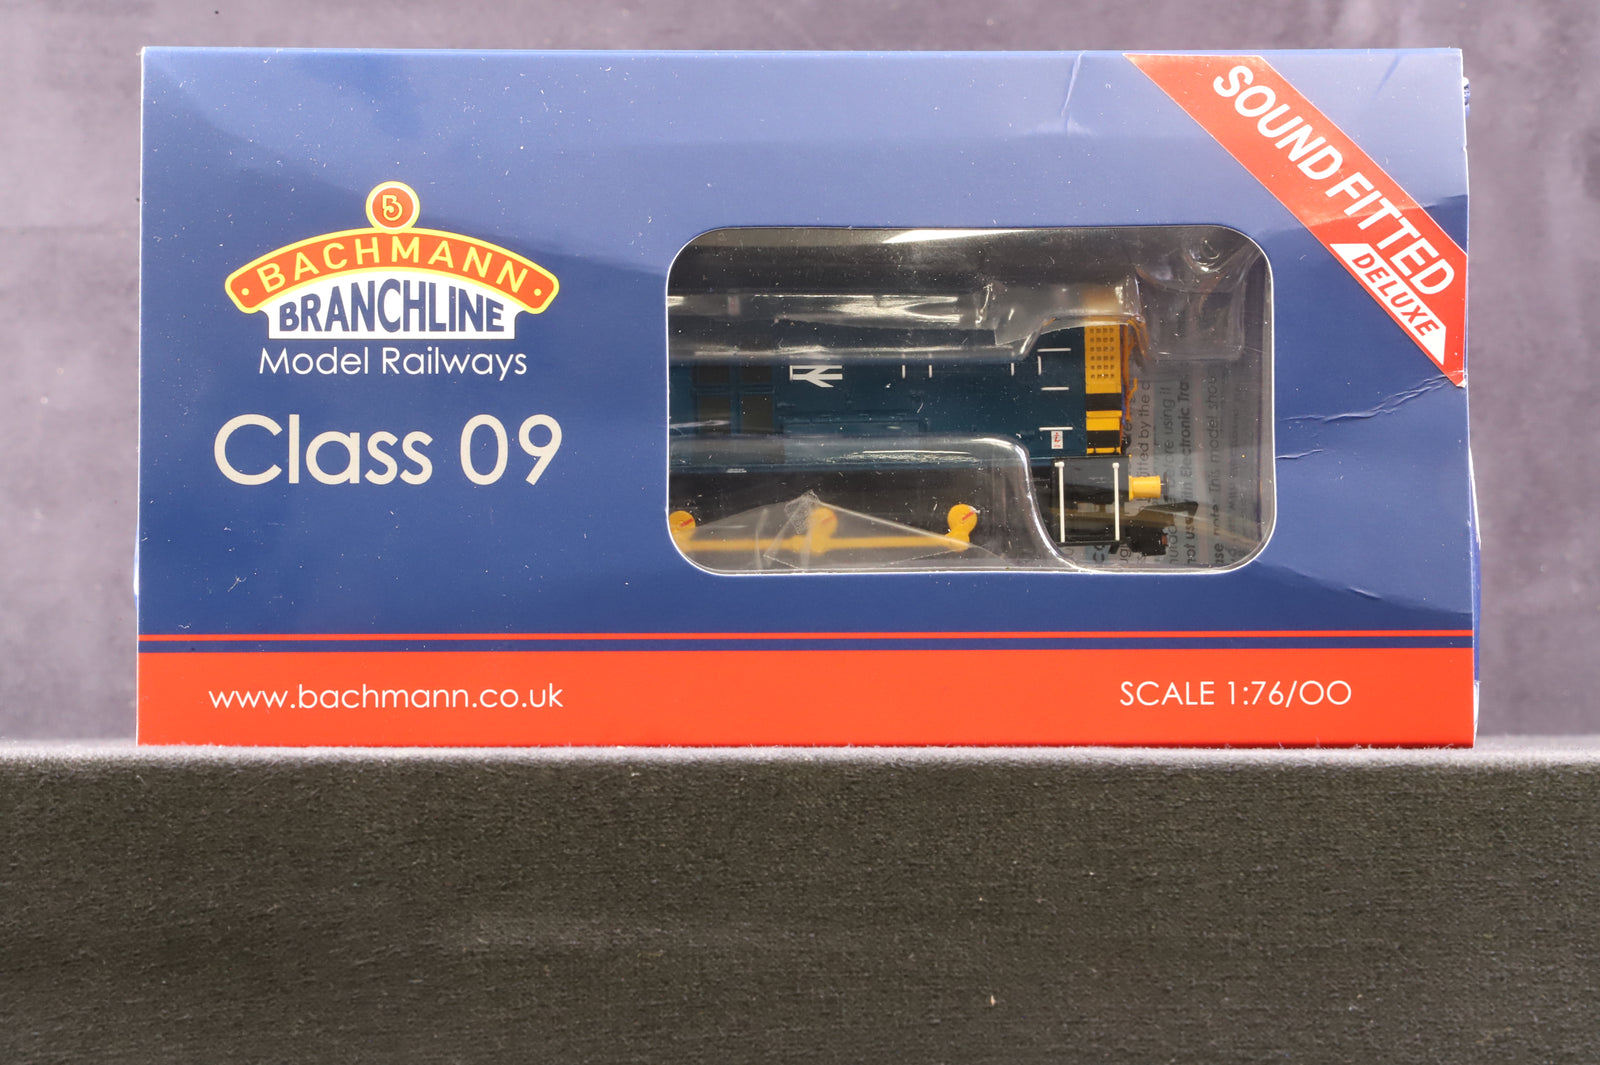 SOUND FITTED
DELUXE
B
BACHMANN
BRANCHLINE
Model Railways
Class 09
www.bachmann.co.uk
SCALE 1:76/OO